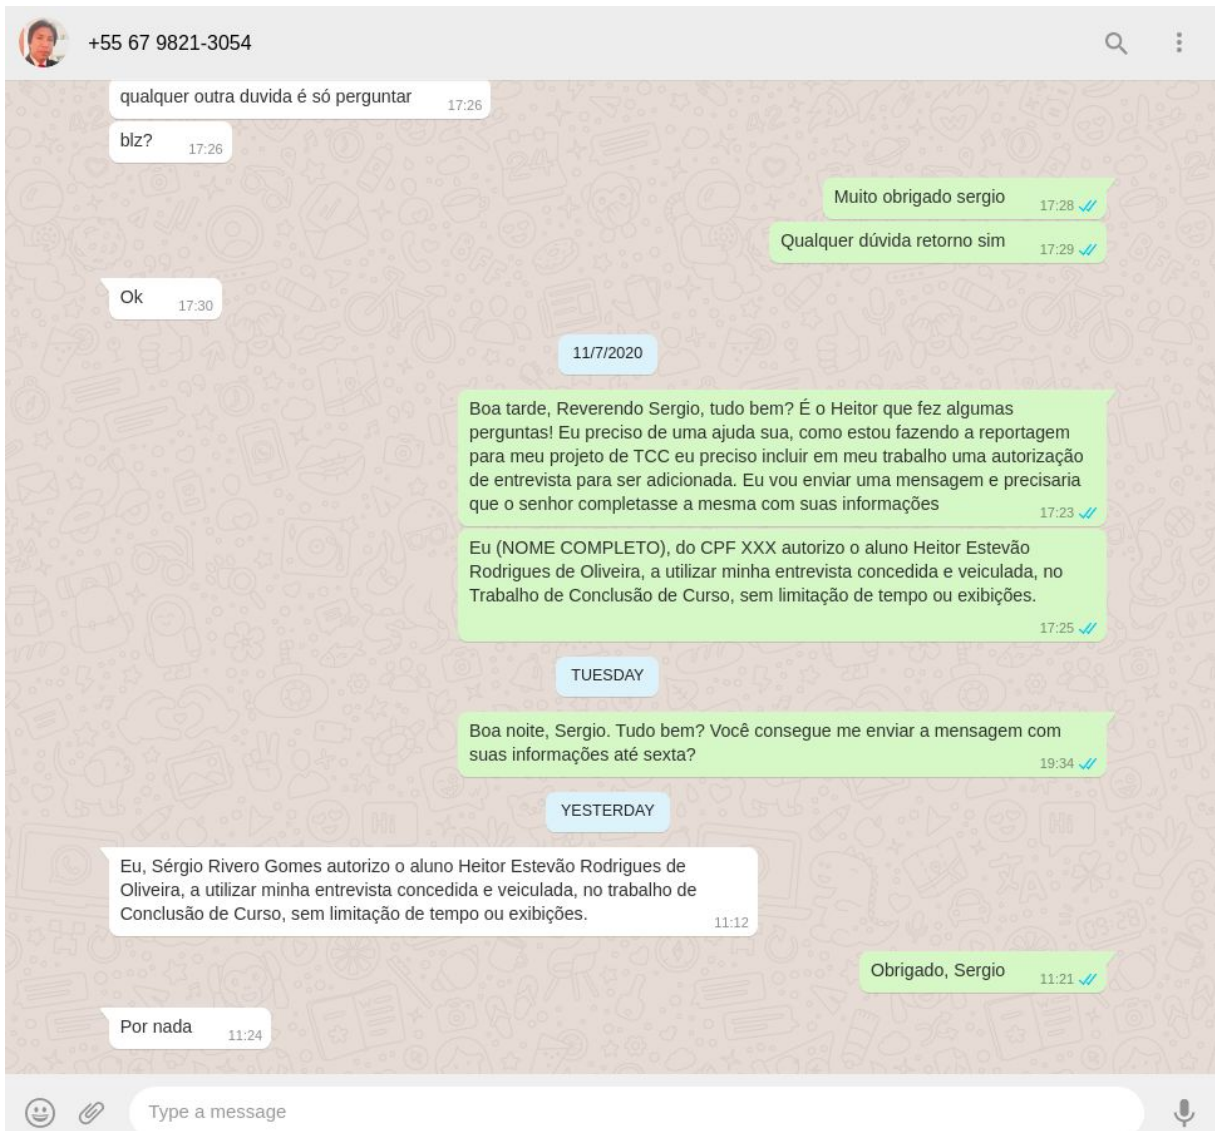 +55 67 9821-3054
qualquer outra duvida é só perguntar 17:26
blz? 17:26
Muito obrigado sergio 17:28
Qualquer dúvida retorno sim 17:29
Ok 17:30
11/7/2020
Boa tarde, Reverendo Sergio, tudo bem? É o Heitor que fez algumas
perguntas! Eu preciso de uma ajuda sua, como estou fazendo a reportagem
para meu projeto de TCC eu preciso incluir em meu trabalho uma autorização
de entrevista para ser adicionada. Eu vou enviar uma mensagem e precisaria
que o senhor completasse a mesma com suas informações 17:23
Eu (NOME COMPLETO), do CPF XXX autorizo o aluno Heitor Estevão
Rodrigues de Oliveira, a utilizar minha entrevista concedida e veiculada, no
Trabalho de Conclusão de Curso, sem limitação de tempo ou exibições.
17:25
TUESDAY
Boa noite, Sergio. Tudo bem? Você consegue me enviar a mensagem com
suas informações até sexta? 19:34
YESTERDAY
Eu, Sérgio Rivero Gomes autorizo o aluno Heitor Estevão Rodrigues de
Oliveira, a utilizar minha entrevista concedida e veiculada, no trabalho de
Conclusão de Curso, sem limitação de tempo ou exibições. 11:12
Obrigado, Sergio 11:21
Por nada 11:24
Type a message